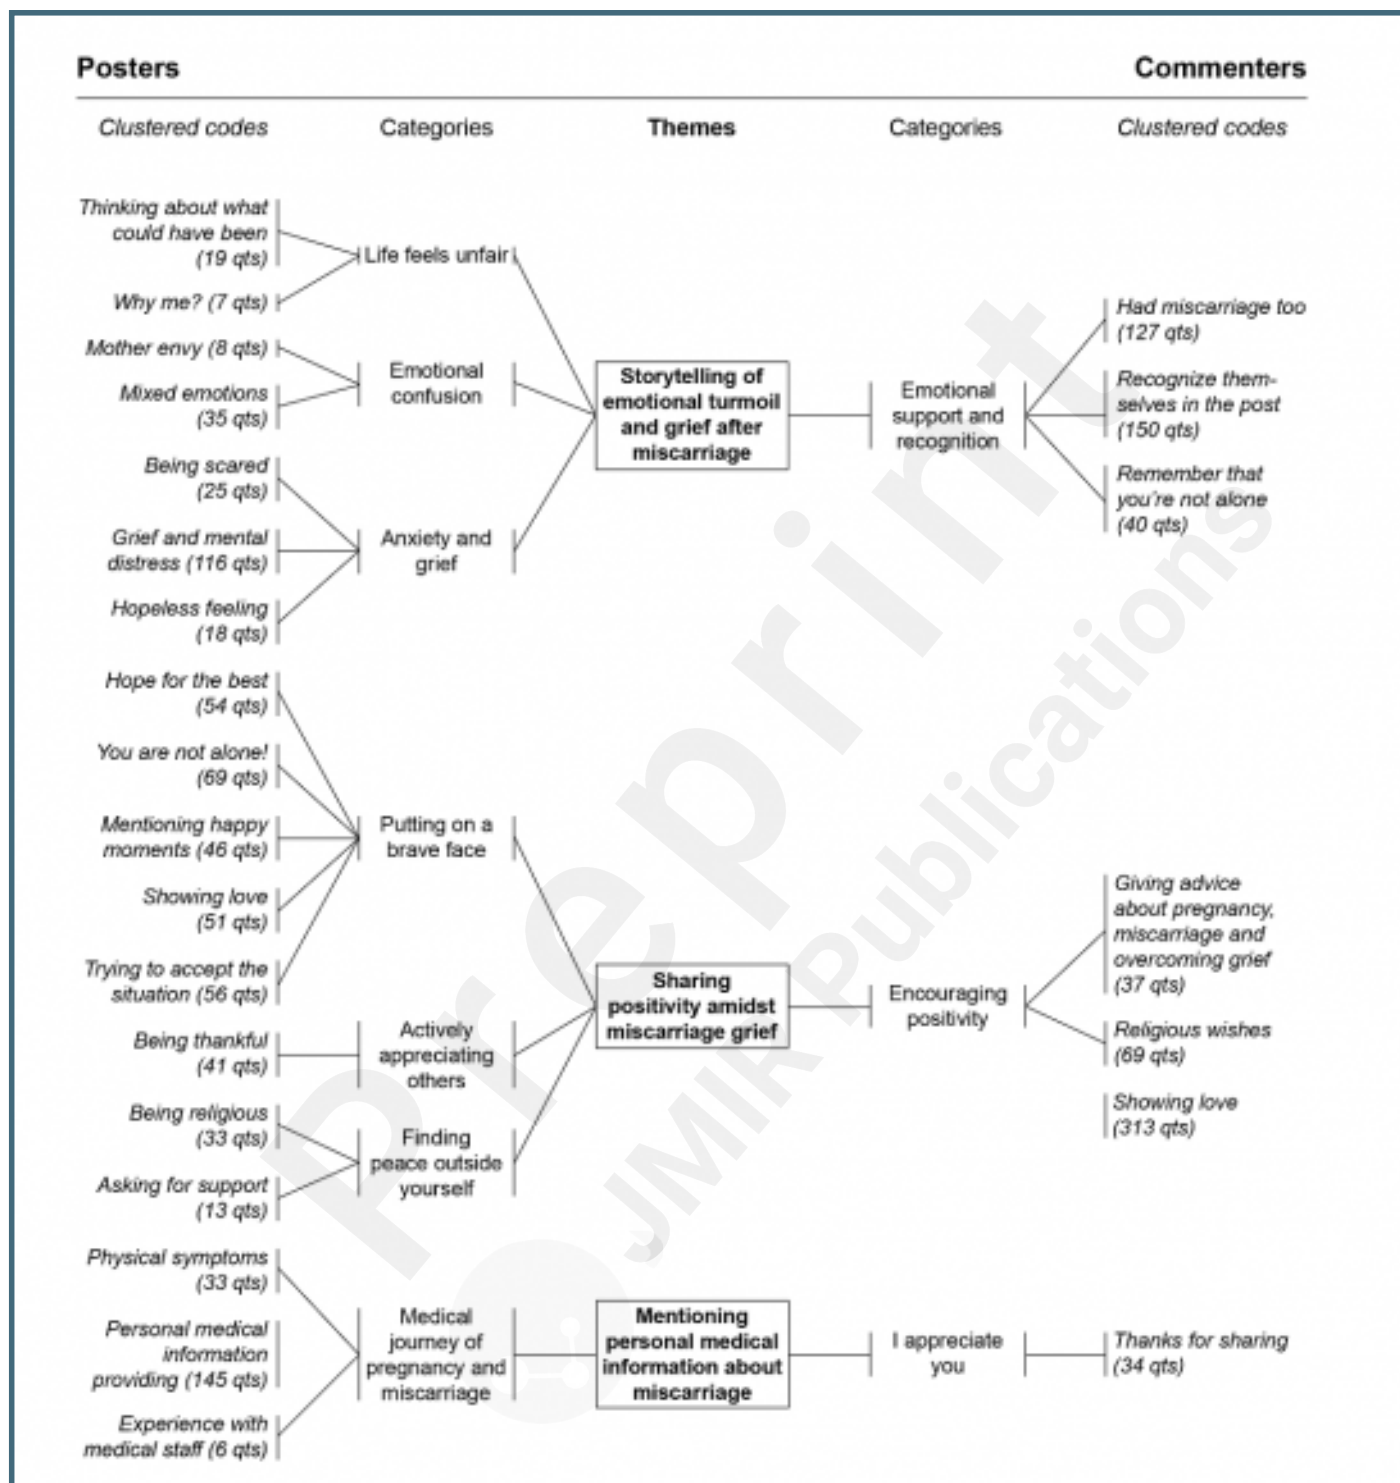 Posters
Commenters
Clustered codes
Categories
Themes
Categories
Clustered codes
Thinking about what
could have been
(19 qts)
Why me? (7 qts)
Life feels unfair
Mother envy (8 qts)
Mixed emotions
(35 qts)
Emotional
confusion
Being scared
(25 qts)
Grief and mental
distress (116 qts)
Hopeless feeling
(18 qts)
Anxiety and
grief
Storytelling of
emotional turmoil
and grief after
miscarriage
Emotional
support and
recognition
Had miscarriage too
(127 qts)
Recognize them-
selves in the post
(150 qts)
Remember that
you're not alone
(40 qts)
Hope for the best
(54 qts)
You are not alone!
(69 qts)
Mentioning happy
moments (46 qts)
Showing love
(51 qts)
Trying to accept the
situation (56 qts)
Putting on a
brave face
Being thankful
(41 qts)
Actively
appreciating
others
Being religious
(33 qts)
Asking for support
(13 qts)
Finding
peace outside
yourself
Sharing
positivity amidst
miscarriage grief
Encouraging
positivity
Giving advice
about pregnancy,
miscarriage and
overcoming grief
(37 qts)
Religious wishes
(69 qts)
Showing love
(313 qts)
Physical symptoms
(33 qts)
Personal medical
information
providing (145 qts)
Experience with
medical staff (6 qts)
Medical
journey of
pregnancy and
miscarriage
Mentioning
personal medical
information about
miscarriage
I appreciate
you
Thanks for sharing
(34 qts)
Preprint
JMIR Publications